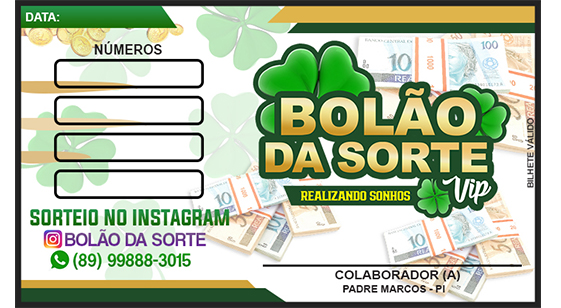 DATA:
NÚMEROS
BOLÃO
DA SORTE
Vip
REALIZANDO SONHOS
BILHETE VÁLIDO
SORTEIO NO INSTAGRAM
BOLÃO DA SORTE
(89) 99888-3015
COLABORADOR (A)
PADRE MARCOS - PI